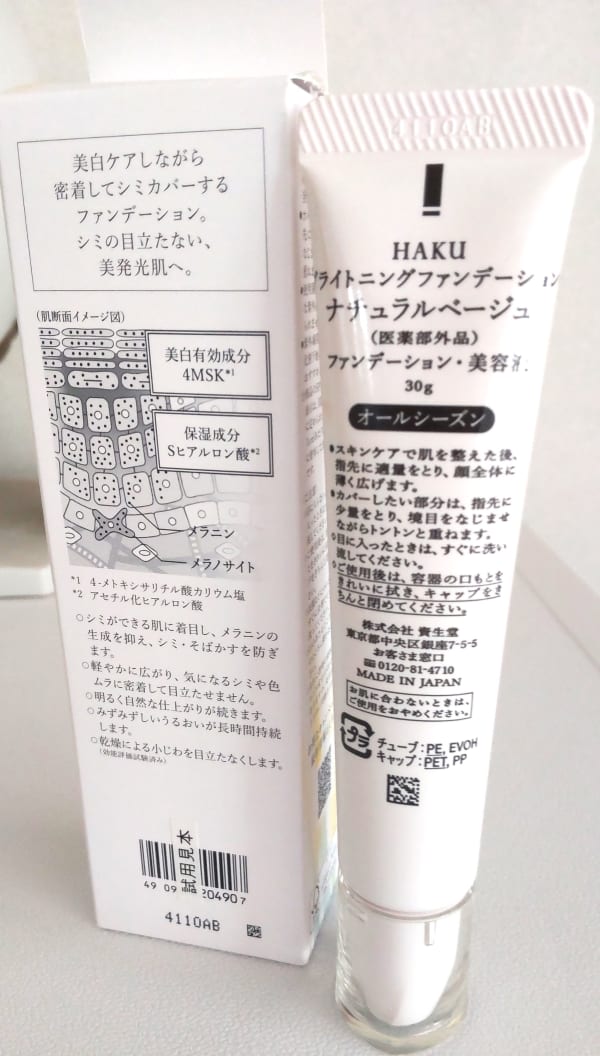 美白ケアしながら
密着してシミカバーする
ファンデーション。
シミの目立たない、
美発光肌へ。
(肌断面イメージ図)
美白有効成分
4MSK*1
保湿成分
Sヒアルロン酸*2
メラニン
メラノサイト
*1 4-メトキシサリチル酸カリウム塩
*2 アセチル化ヒアルロン酸
○シミができる肌に着目し、メラニンの
生成を抑え、シミ・そばかすを防ぎ
ます。
○軽やかに広がり、気になるシミや色
ムラに密着して目立たせません。
○明るく自然な仕上がりが続きます。
○みずみずしいうるおいが長時間持続
します。
○乾燥による小じわを目立たなくします。
(効能評価試験済み)
試用見本
49 09 204907
4110AB
4110AB
HAKU
ブライトニングファンデーション
ナチュラルベージュ
(医薬部外品)
ファンデーション・美容液
30g
オールシーズン
●スキンケアで肌を整えた後、
指先に適量をとり、顔全体に
薄く広げます。
●カバーしたい部分は、指先に
少量をとり、境目をなじませ
ながらトントンと重ねます。
○目に入ったときは、すぐに洗い
流してください。
○ご使用後は、容器の口もとを
きれいに拭き、キャップをき
ちんと閉めてください。
株式会社 資生堂
東京都中央区銀座7-5-5
お客さま窓口
0120-81-4710
MADE IN JAPAN
お肌に合わないときは、
ご使用をおやめください。
プラ
チューブ：PE, EVOH
キャップ：PET, PP